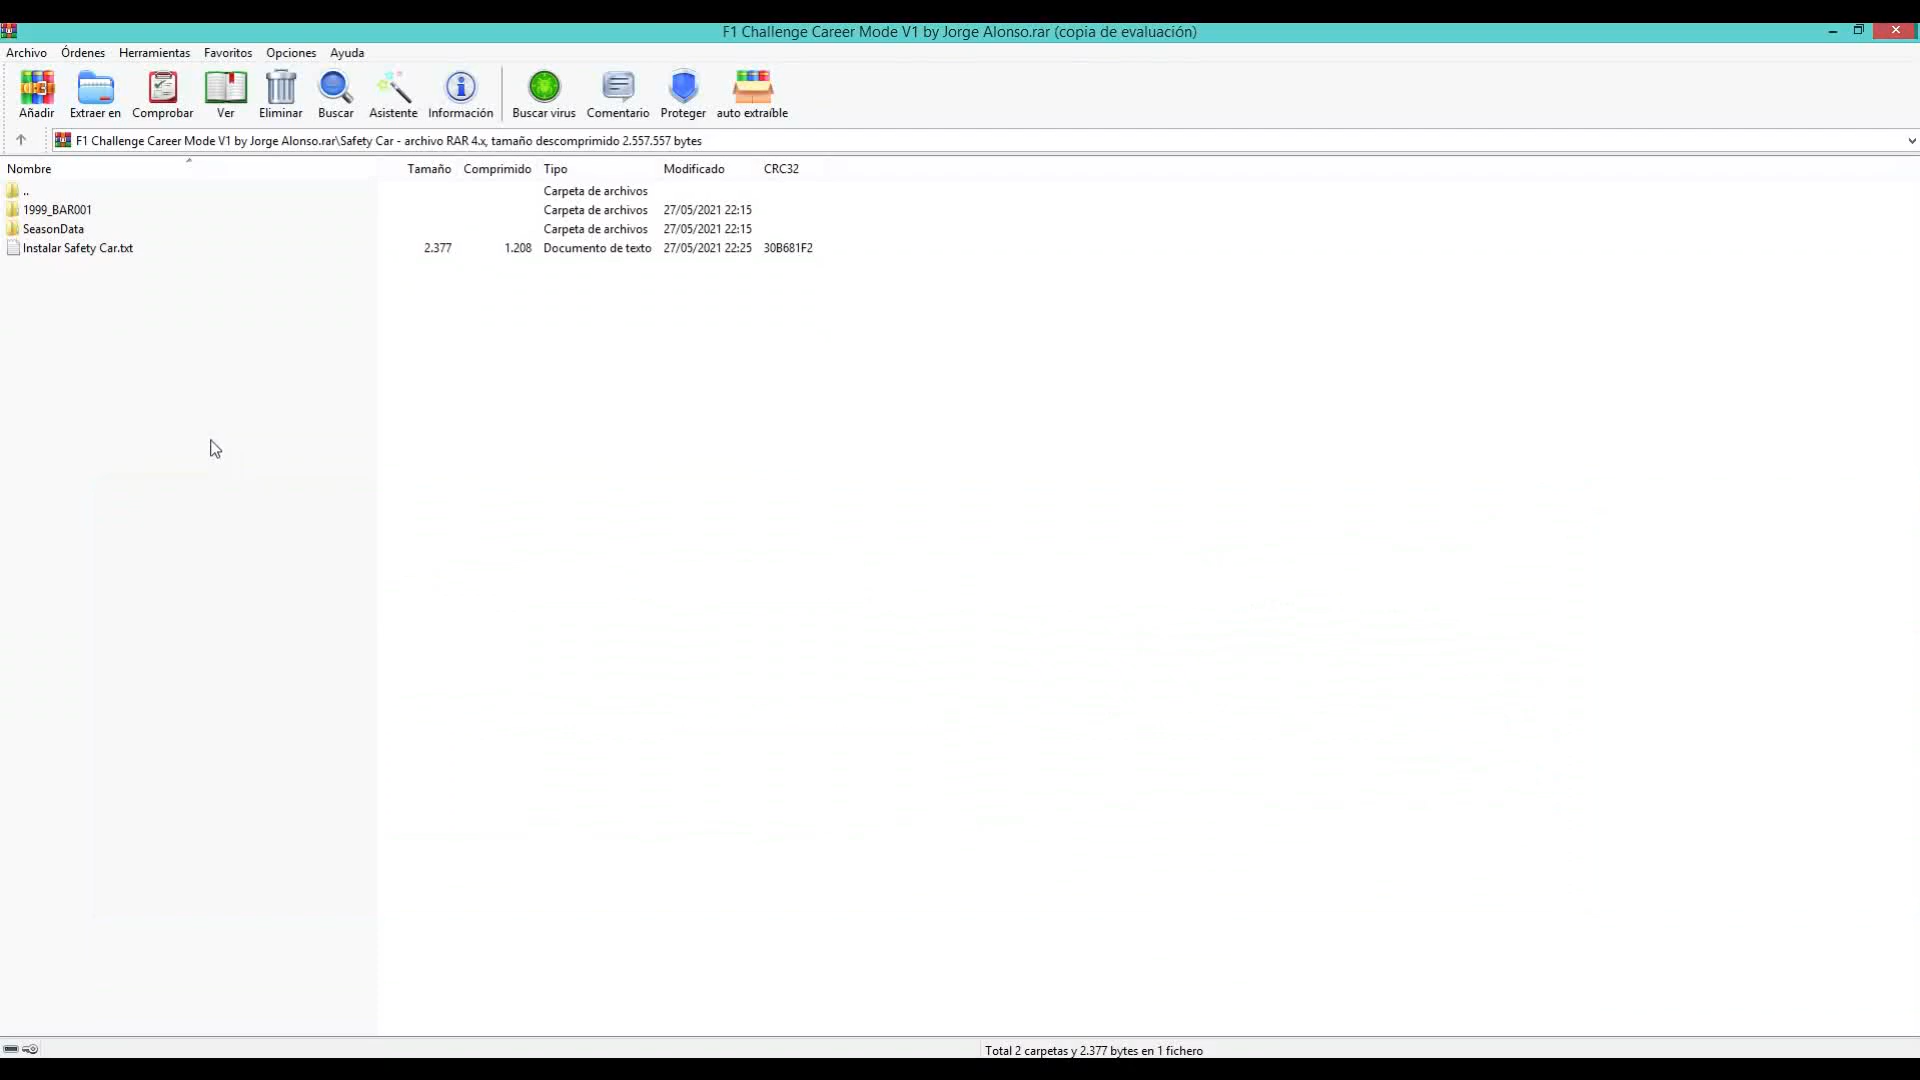 F1 Challenge Career Mode V1 by Jorge Alonso.rar (copia de evaluación)
Archivo Órdenes Herramientas Favoritos Opciones Ayuda
Añadir Extraer en Comprobar Ver Eliminar Buscar Asistente Información Buscar virus Comentario Proteger auto extraíble
F1 Challenge Career Mode V1 by Jorge Alonso.rar\Safety Car - archivo RAR 4.x, tamaño descomprimido 2.557.557 bytes
Nombre Tamaño Comprimido Tipo Modificado CRC32
.. Carpeta de archivos
1999_BAR001 Carpeta de archivos 27/05/2021 22:15
SeasonData Carpeta de archivos 27/05/2021 22:15
Instalar Safety Car.txt 2.377 1.208 Documento de texto 27/05/2021 22:25 30B681F2
Total 2 carpetas y 2.377 bytes en 1 fichero